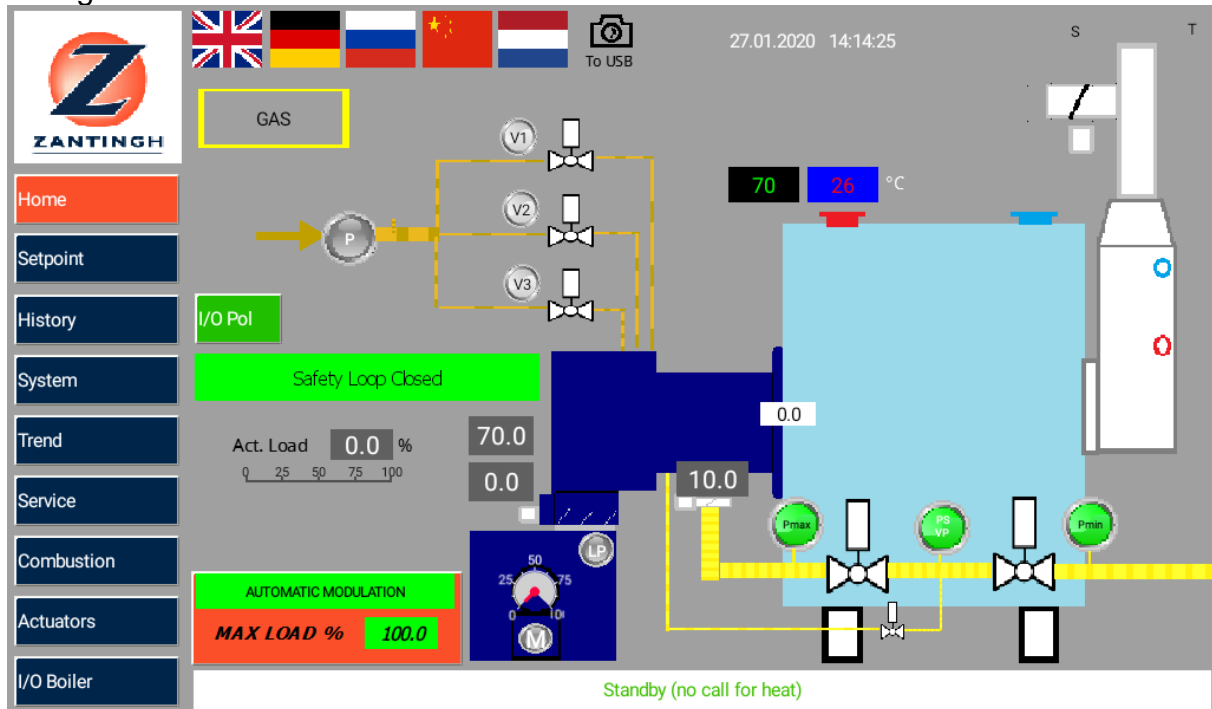 27.01.2020 14:14:25
S
T
To USB
ZANTINGH
GAS
V1
V2
V3
P
70
26
°C
Home
Setpoint
History
System
Trend
Service
Combustion
Actuators
I/O Boiler
I/O Pol
Safety Loop Closed
Act. Load 0.0 %
0 25 50 75 100
70.0
0.0
0.0
10.0
Pmax
PS
VP
Pmin
LP
50
25
75
0
M
AUTOMATIC MODULATION
MAX LOAD % 100.0
Standby (no call for heat)